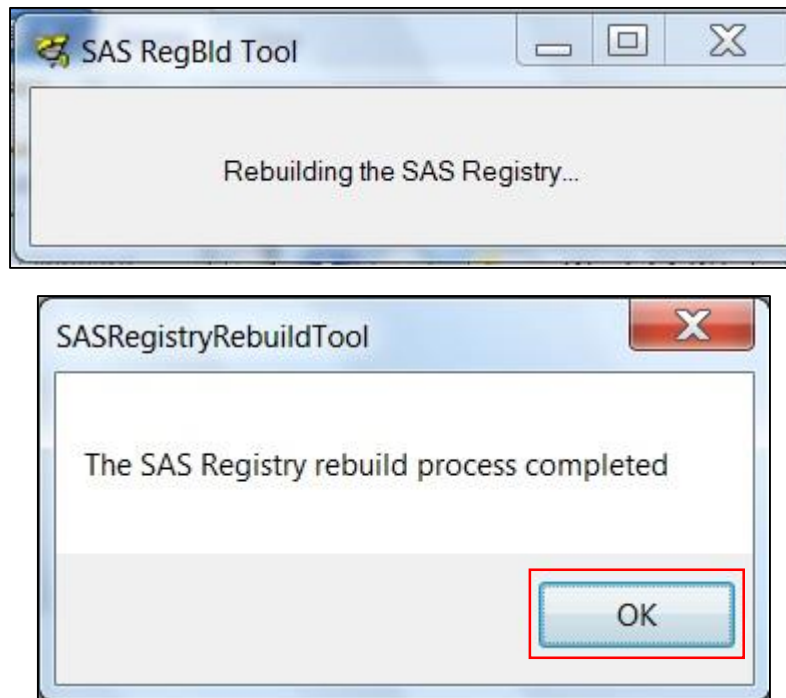 SAS RegBld Tool
Rebuilding the SAS Registry...
SASRegistryRebuildTool
The SAS Registry rebuild process completed
OK